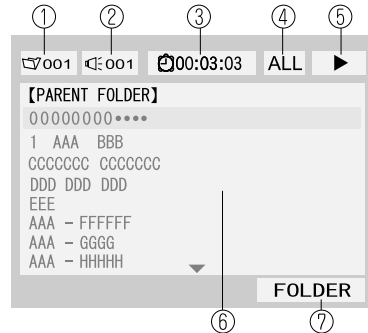 ① ② ③ ④ ⑤
001 001 00:03:03 ALL ▶
【PARENT FOLDER】
00000000••••
1 AAA BBB
CCCCCCC CCCCCCC
DDD DDD DDD
EEE
AAA – FFFFFF
AAA – GGGG
AAA – HHHHH
FOLDER
⑥ ⑦